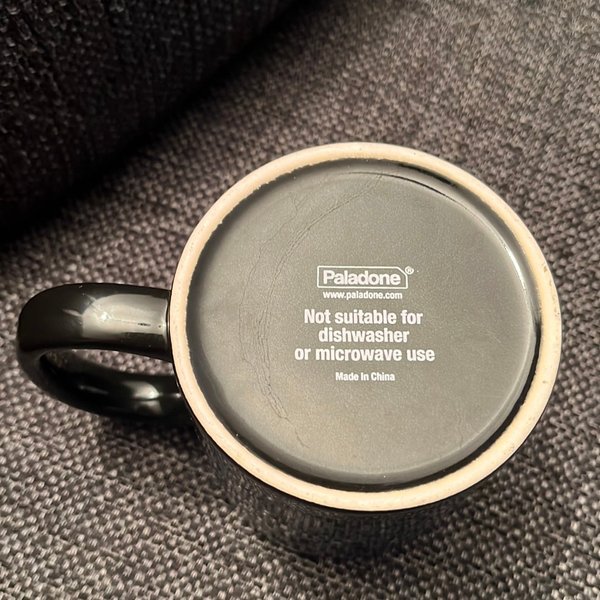 Paladone®
www.paladone.com
Not suitable for
dishwasher
or microwave use
Made In China